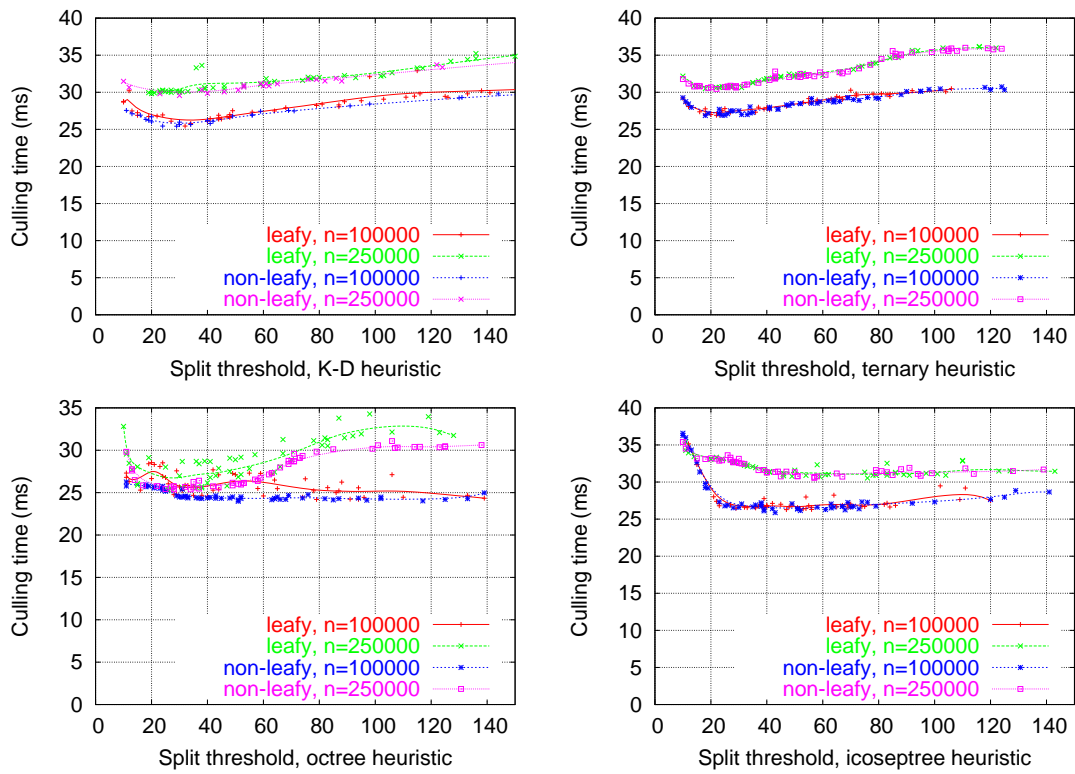 40
35
30
25
20
15
10
5
0
Culling time (ms)
leafy, n=100000
leafy, n=250000
non-leafy, n=100000
non-leafy, n=250000
0 20 40 60 80 100 120 140
Split threshold, K-D heuristic
40
35
30
25
20
15
10
5
0
Culling time (ms)
leafy, n=100000
leafy, n=250000
non-leafy, n=100000
non-leafy, n=250000
0 20 40 60 80 100 120 140
Split threshold, ternary heuristic
35
30
25
20
15
10
5
0
Culling time (ms)
leafy, n=100000
leafy, n=250000
non-leafy, n=100000
non-leafy, n=250000
0 20 40 60 80 100 120 140
Split threshold, octree heuristic
40
35
30
25
20
15
10
5
0
Culling time (ms)
leafy, n=100000
leafy, n=250000
non-leafy, n=100000
non-leafy, n=250000
0 20 40 60 80 100 120 140
Split threshold, icoseptree heuristic